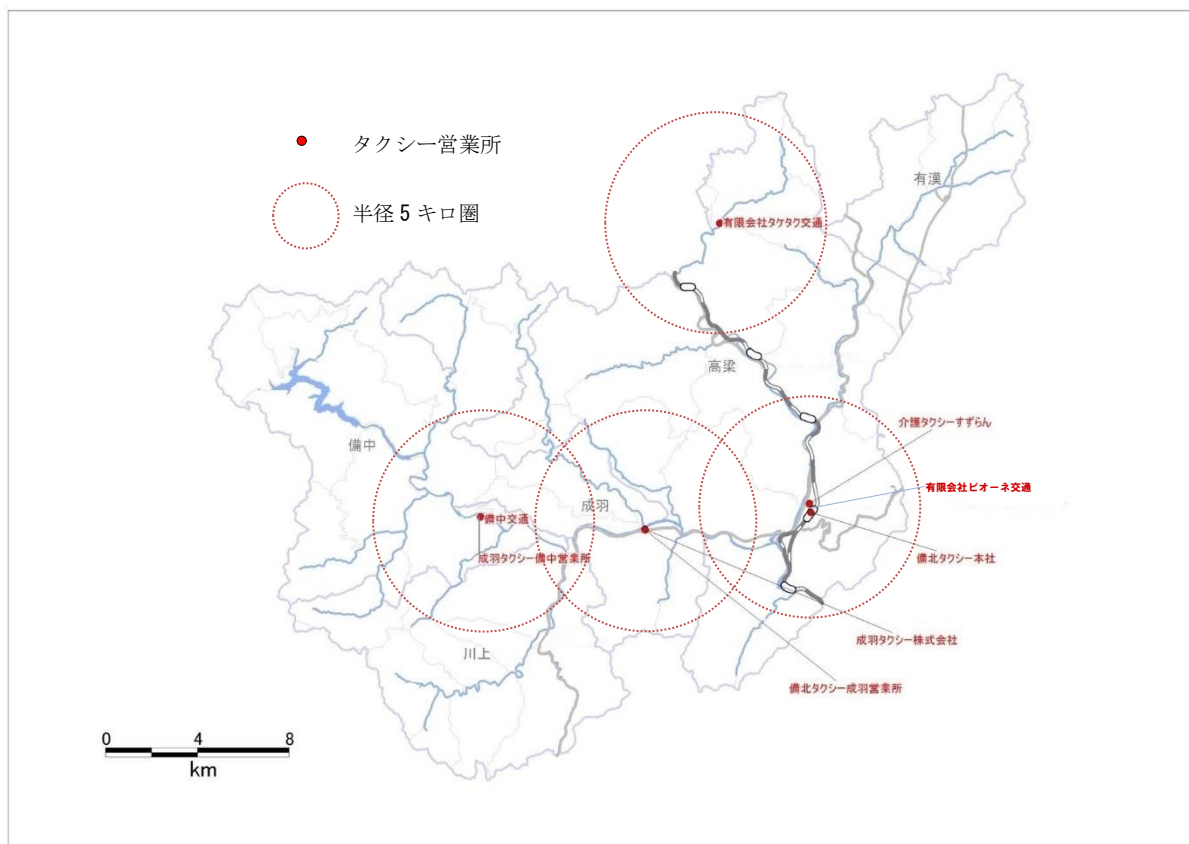 タクシー営業所
半径5キロ圏
有漢
有限会社タケタク交通
高梁
介護タクシーすずらん
備中
有限会社ピオーネ交通
成羽
備中交通
成羽タクシー備中営業所
備北タクシー本社
成羽タクシー株式会社
川上
備北タクシー成羽営業所
0 4 8
km